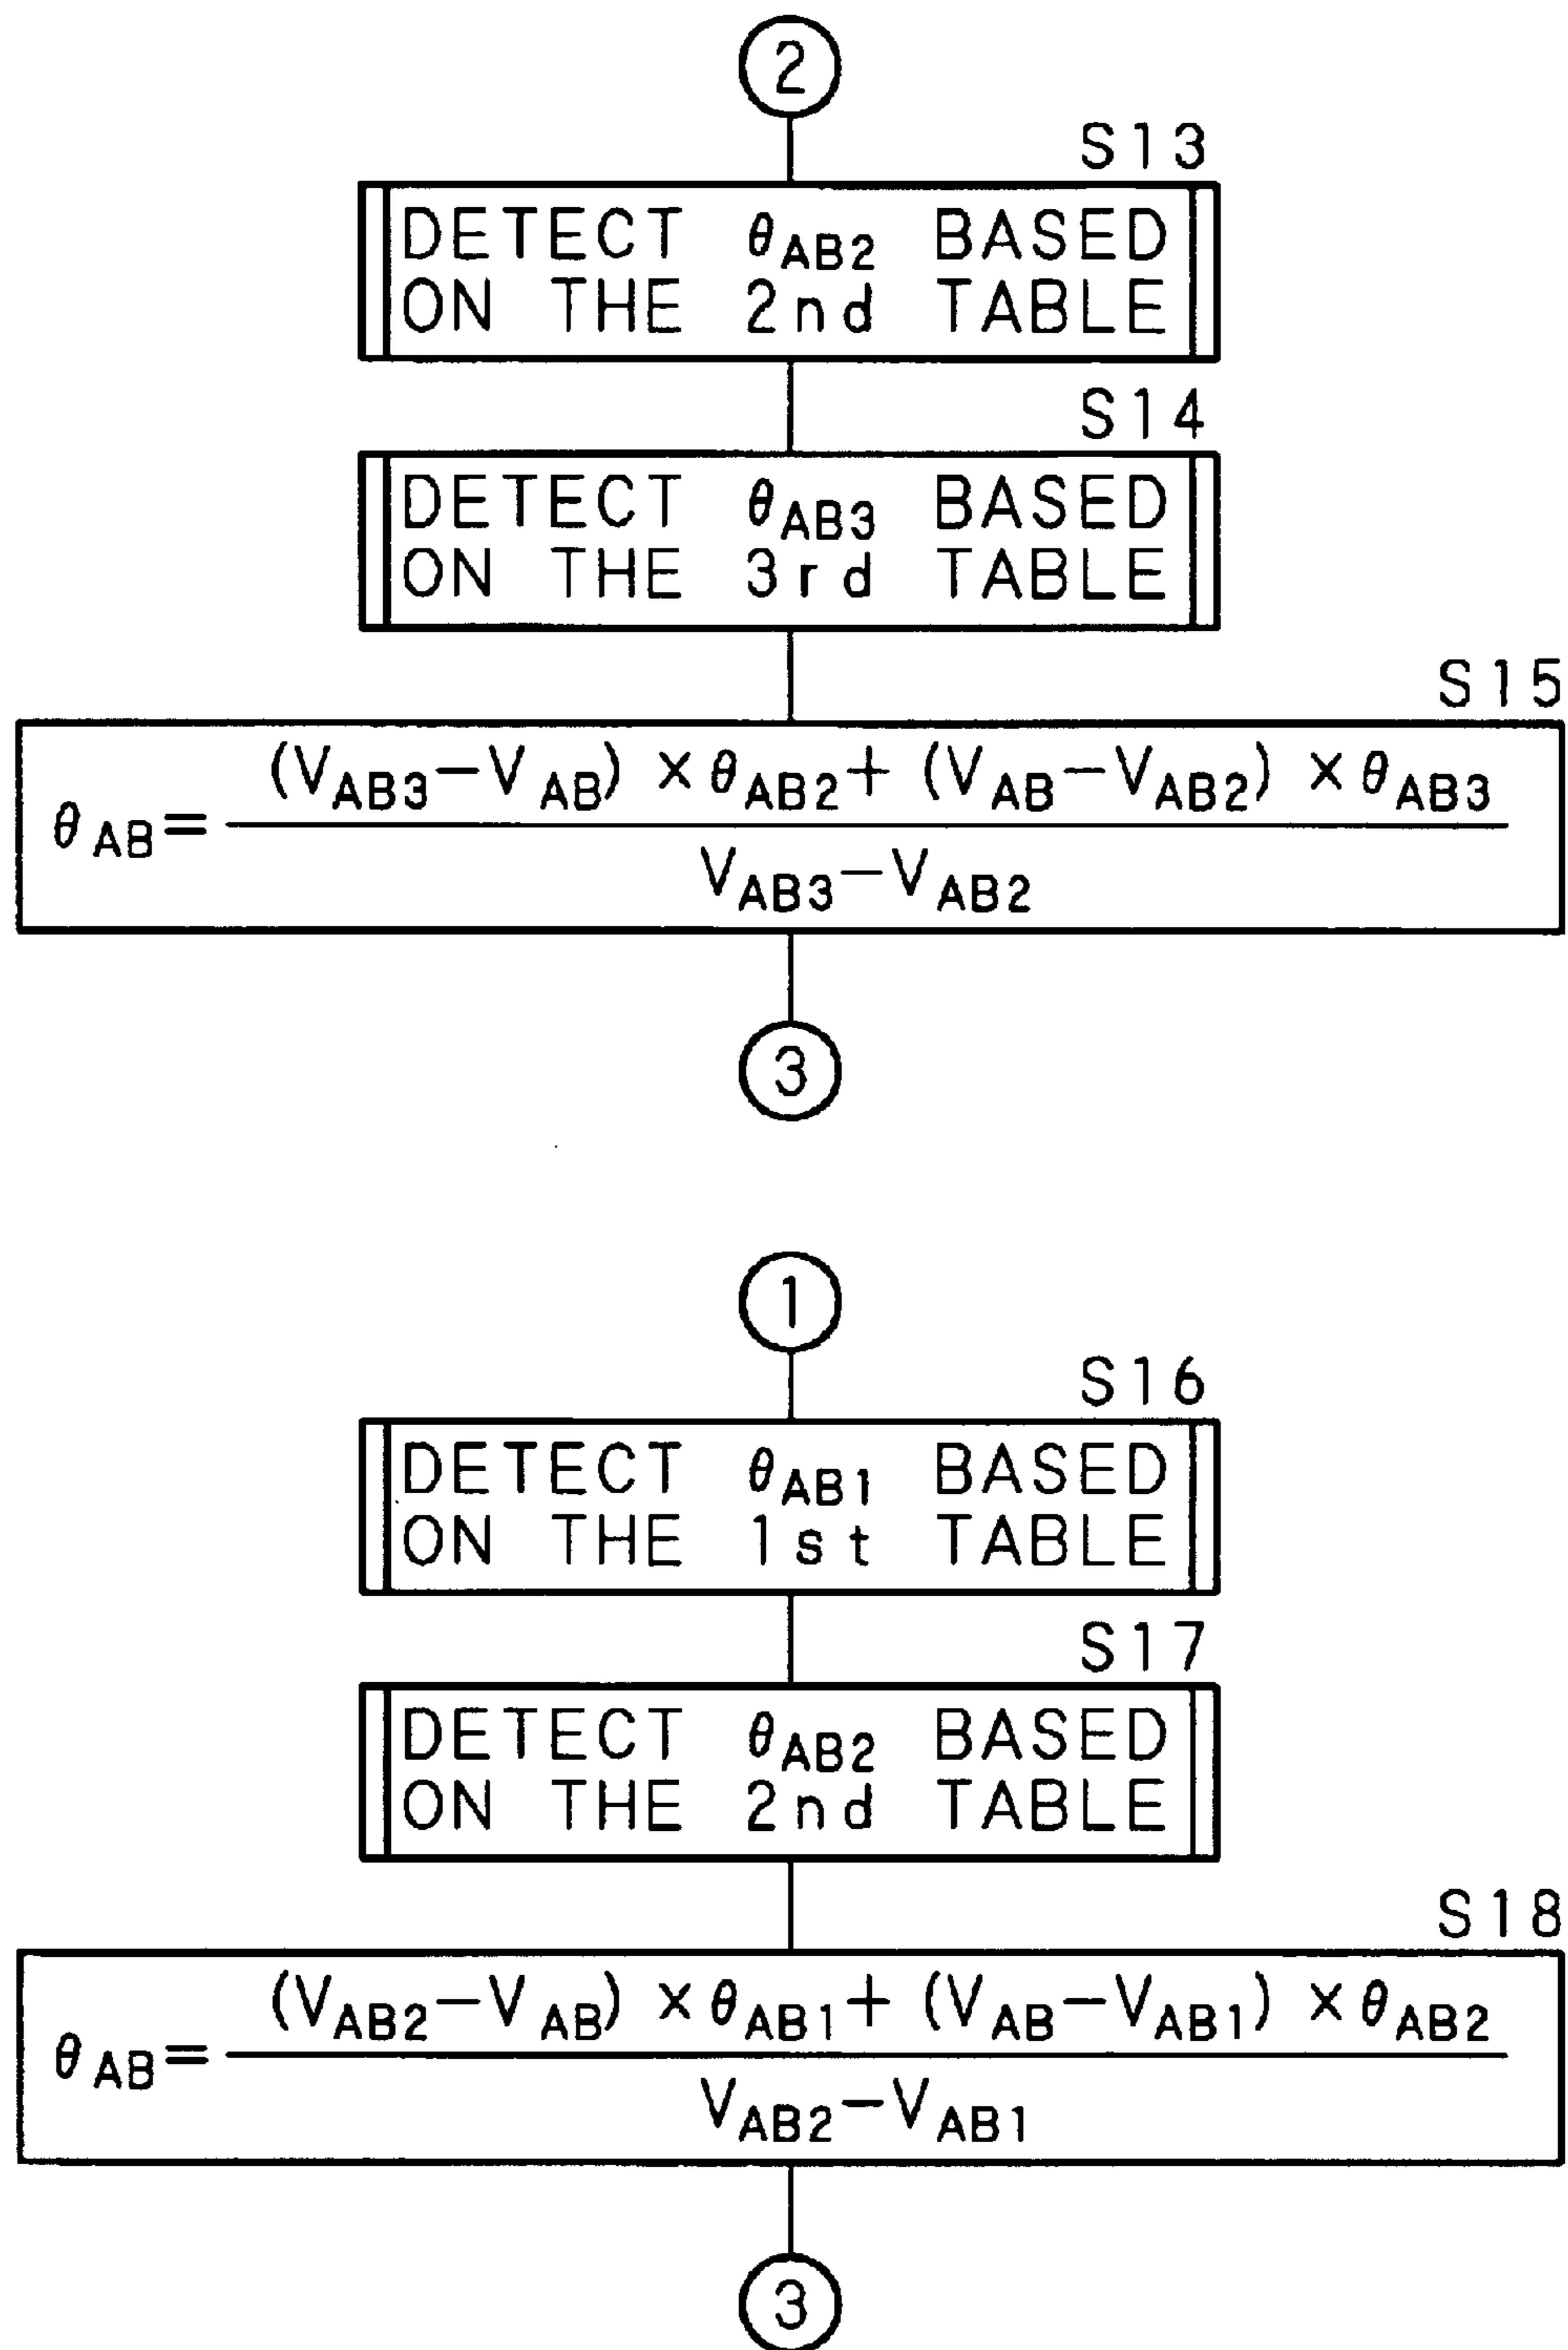 2
S13
DETECT θAB2 BASED
ON THE 2nd TABLE
S14
DETECT θAB3 BASED
ON THE 3rd TABLE
S15
(VAB3−VAB) ×θAB2+ (VAB−VAB2) ×θAB3
θAB=
VAB3−VAB2
3
1
S16
DETECT θAB1 BASED
ON THE 1st TABLE
S17
DETECT θAB2 BASED
ON THE 2nd TABLE
S18
(VAB2−VAB) ×θAB1+ (VAB−VAB1) ×θAB2
θAB=
VAB2−VAB1
3